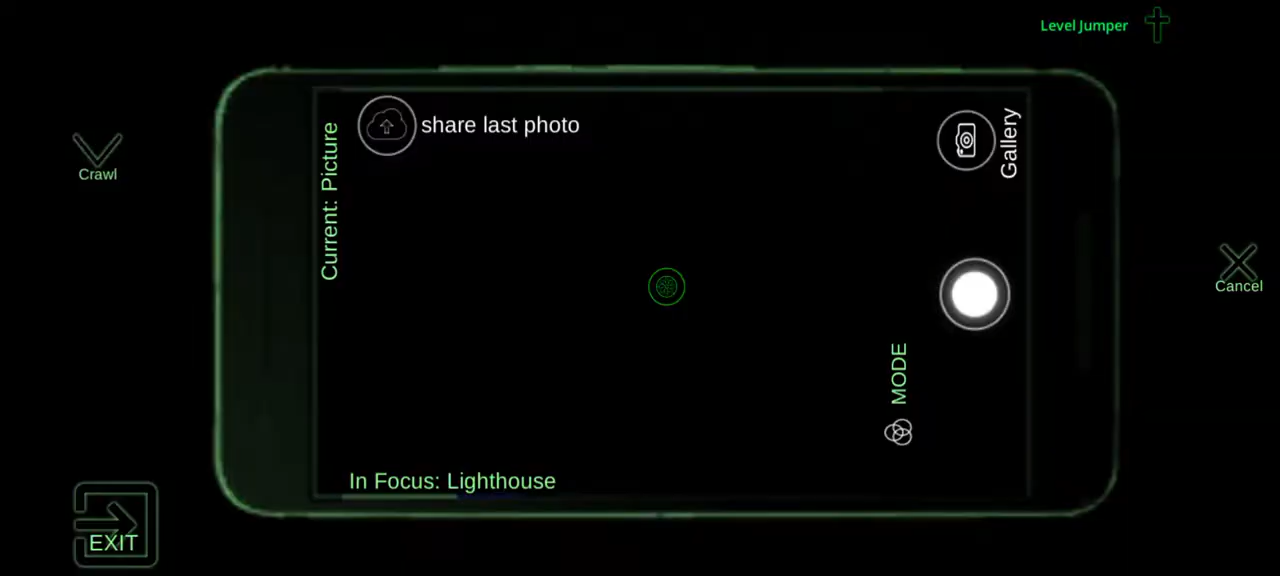 Level Jumper
share last photo
Gallery
Current: Picture
Crawl
Cancel
MODE
In Focus: Lighthouse
EXIT